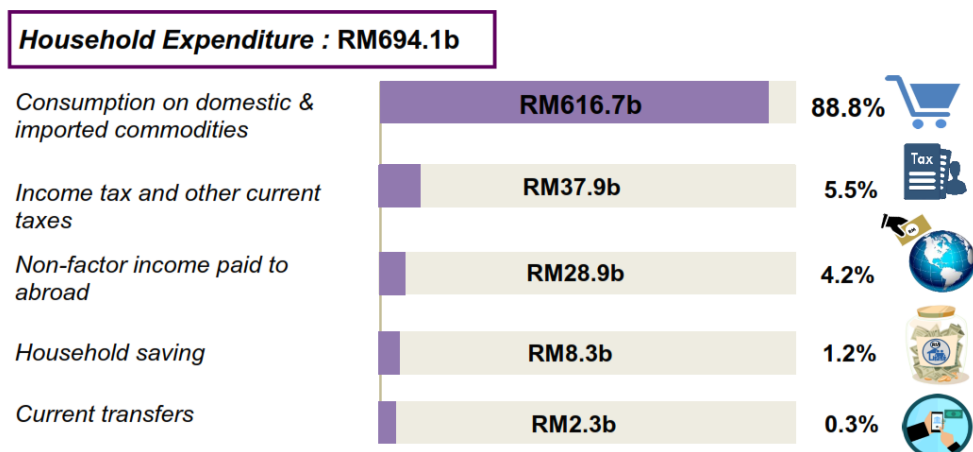 Household Expenditure : RM694.1b
Consumption on domestic &
imported commodities
RM616.7b
88.8%
Tax
Income tax and other current
taxes
RM37.9b
5.5%
Non-factor income paid to
abroad
RM28.9b
4.2%
Household saving
RM8.3b
1.2%
Current transfers
RM2.3b
0.3%